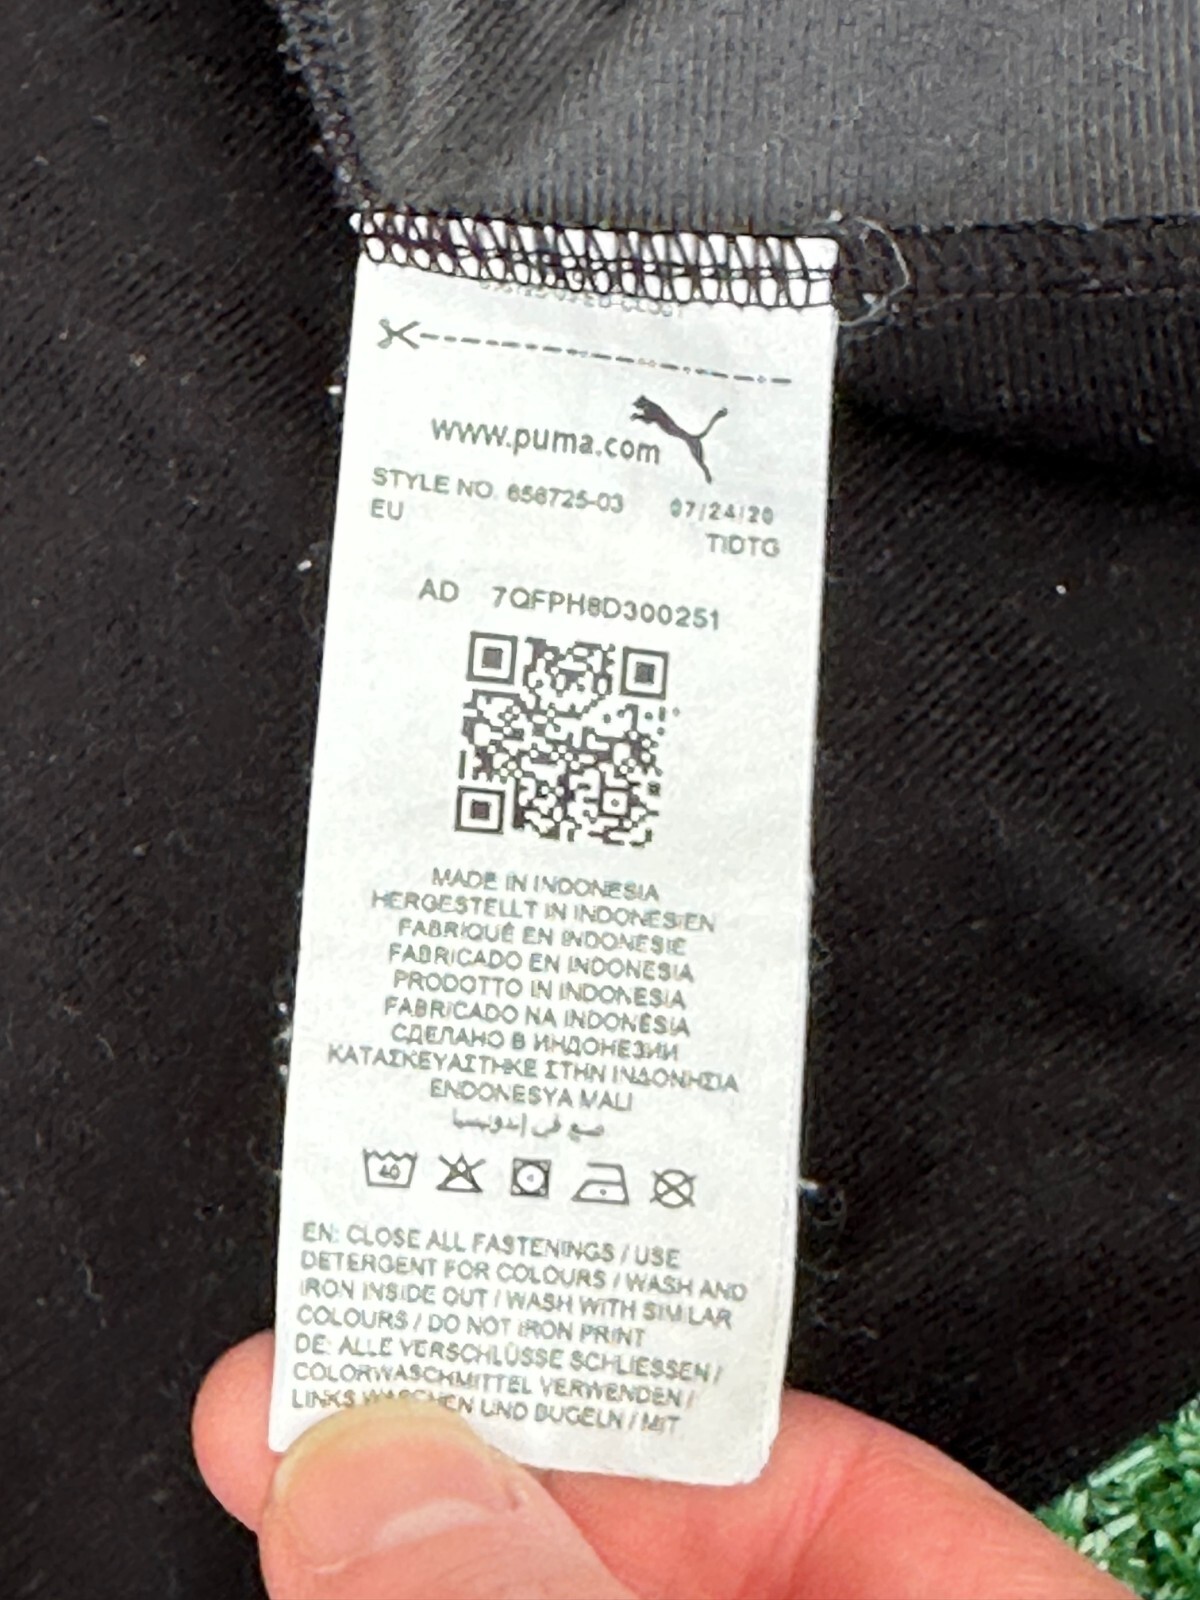 www.puma.com
STYLE NO. 656725-03 07/24/20
EU TIDTG
AD 7QFPH8D300251
MADE IN INDONESIA
HERGESTELLT IN INDONESIEN
FABRIQUÉ EN INDONESIE
FABRICADO EN INDONESIA
PRODOTTO IN INDONESIA
FABRICADO NA INDONÉSIA
СДЕЛАНО В ИНДОНЕЗИИ
ΚΑΤΑΣΚΕΥΑΣΤΗΚΕ ΣΤΗΝ ΙΝΔΟΝΗΣΙΑ
ENDONESYA MALI
صنع في إندونيسيا
40
EN: CLOSE ALL FASTENINGS / USE
DETERGENT FOR COLOURS / WASH AND
IRON INSIDE OUT / WASH WITH SIMILAR
COLOURS / DO NOT IRON PRINT
DE: ALLE VERSCHLÜSSE SCHLIESSEN /
COLORWASCHMITTEL VERWENDEN /
LINKS WASCHEN UND BÜGELN / MIT